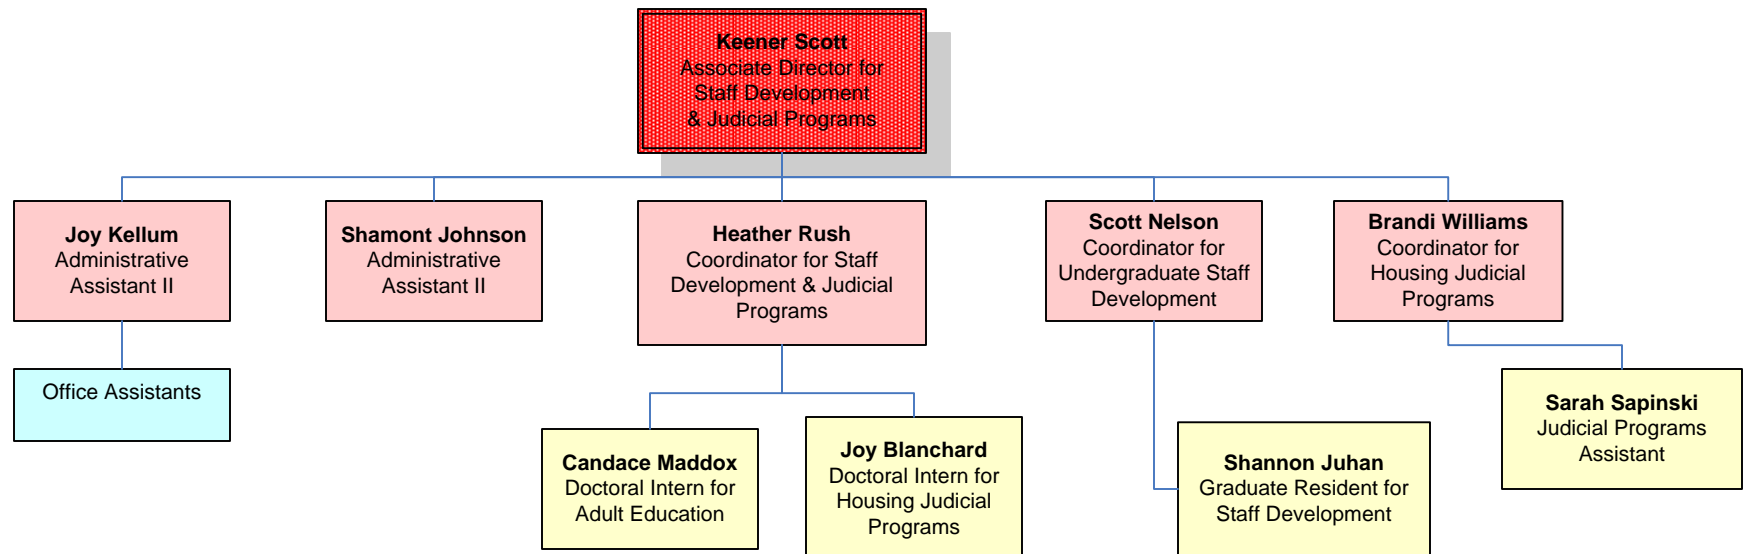 Keener Scott
Associate Director for
Staff Development
& Judicial Programs
Joy Kellum
Administrative
Assistant II
Shamont Johnson
Administrative
Assistant II
Heather Rush
Coordinator for Staff
Development & Judicial
Programs
Scott Nelson
Coordinator for
Undergraduate Staff
Development
Brandi Williams
Coordinator for
Housing Judicial
Programs
Office Assistants
Candace Maddox
Doctoral Intern for
Adult Education
Joy Blanchard
Doctoral Intern for
Housing Judicial
Programs
Shannon Juhan
Graduate Resident for
Staff Development
Sarah Sapinski
Judicial Programs
Assistant